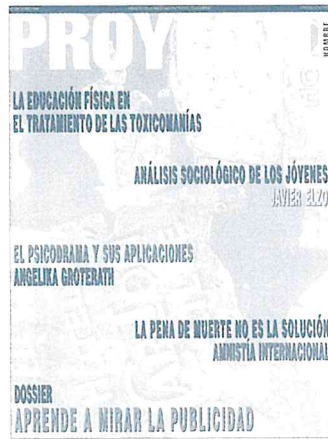 HOMBRE
LA EDUCACIÓN FÍSICA EN
EL TRATAMIENTO DE LAS TOXICOMANÍAS
ANÁLISIS SOCIOLÓGICO DE LOS JÓVENES
JAVIER ELZO
EL PSICODRAMA Y SUS APLICACIONES
ANGELIKA GROTERATH
LA PENA DE MUERTE NO ES LA SOLUCIÓN
AMNISTÍA INTERNACIONAL
DOSSIER
APRENDE A MIRAR LA PUBLICIDAD